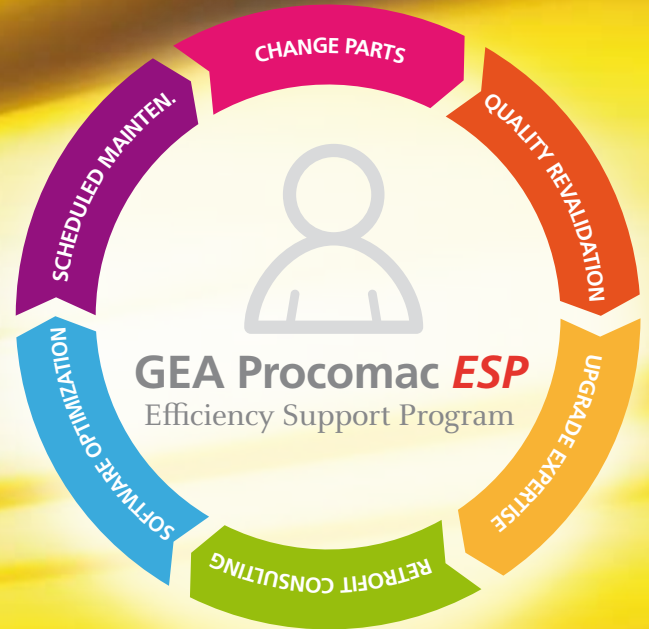 CHANGE PARTS
QUALITY REVALIDATION
UPGRADE EXPERTISE
RETROFIT CONSULTING
SOFTWARE OPTIMIZATION
SCHEDULED MAINTEN.
GEA Procomac ESP
Efficiency Support Program